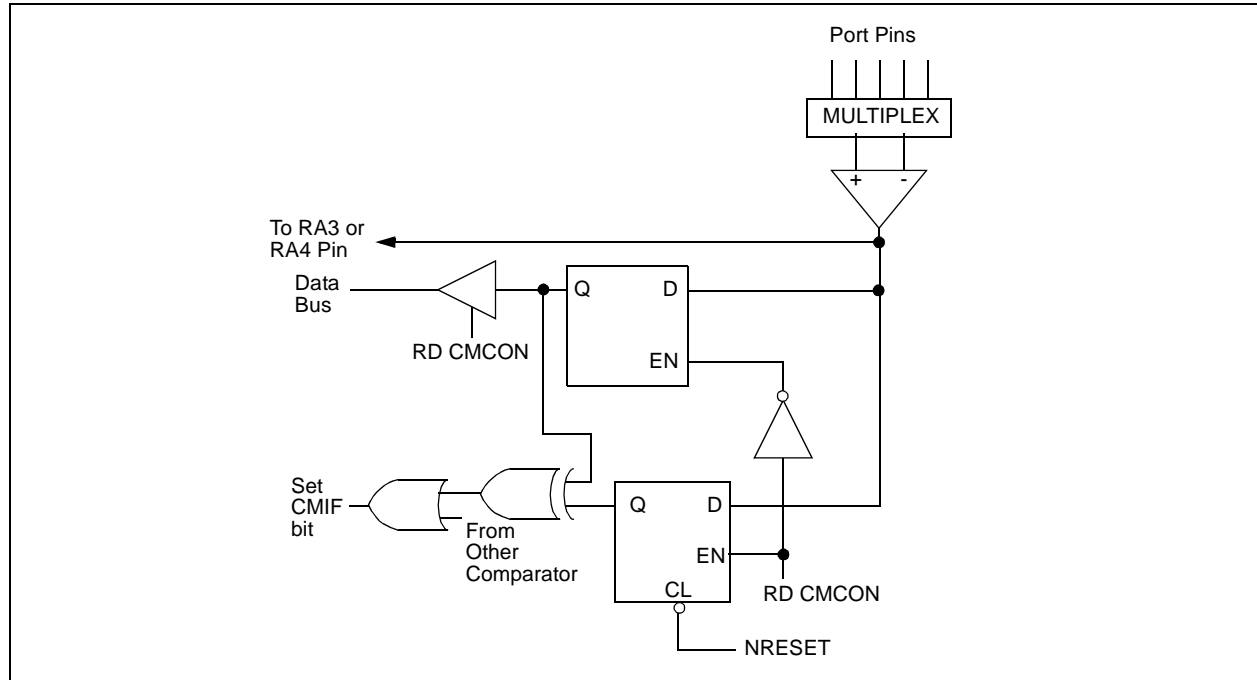 Port Pins
MULTIPLEX
+ -
To RA3 or
RA4 Pin
Data
Bus
Q D
RD CMCON
EN
Set
CMIF
bit
Q D
From
Other
Comparator
EN
RD CMCON
CL
NRESET